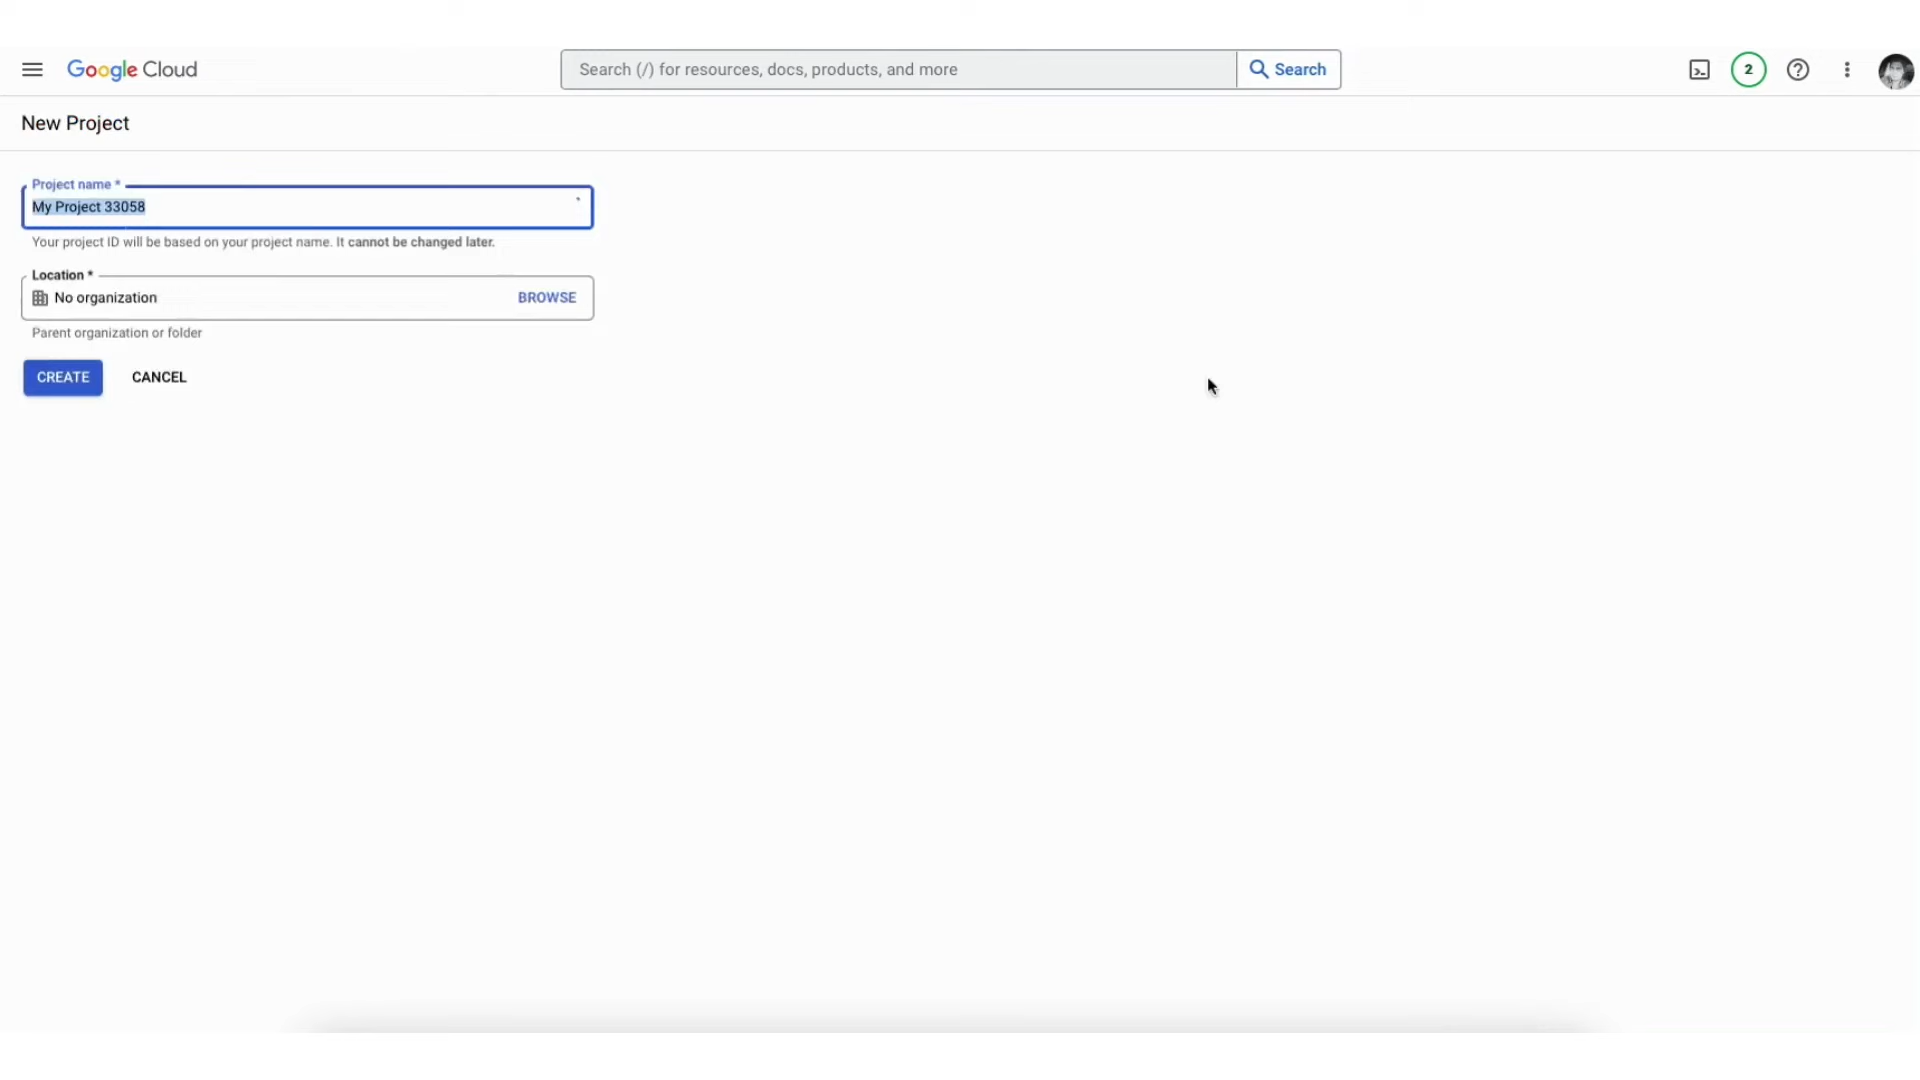 Google Cloud
Search (/) for resources, docs, products, and more
Search
2
New Project
Project name *
My Project 33058
Your project ID will be based on your project name. It cannot be changed later.
Location *
No organization
BROWSE
Parent organization or folder
CREATE
CANCEL